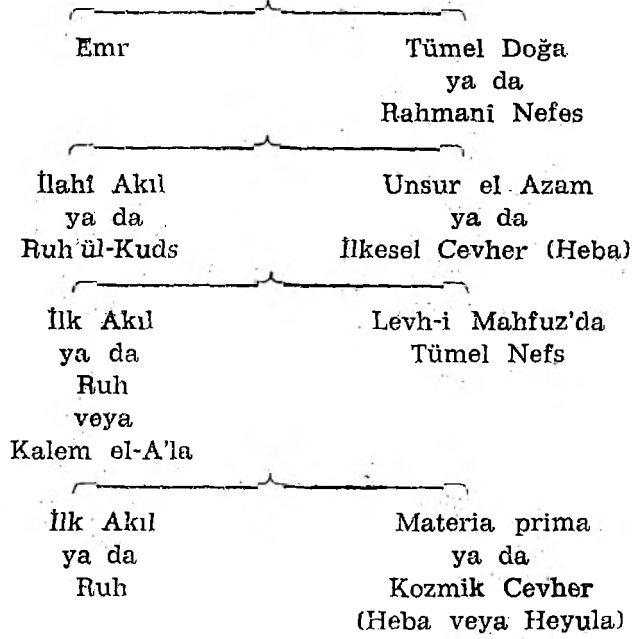 Emr Tümel Doğa
ya da
Rahmanî Nefes
İlahî Akıl Unsur el Azam
ya da ya da
Ruh'ül-Kuds İlkesel Cevher (Heba)
İlk Akıl Levh-i Mahfuz'da
ya da Tümel Nefs
Ruh
veya
Kalem el-A'la
İlk Akıl Materia prima
ya da ya da
Ruh Kozmik Cevher
(Heba veya Heyula)